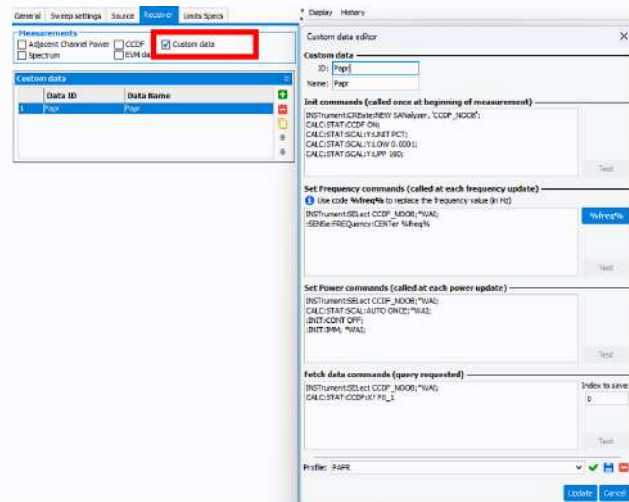 General Sweep settings Source Receiver Limits Specs
Measurements
Adjacent Channel Power CCDF Custom data
Spectrum EVM da
Custom data
Data ID Data Name
1 Papr Papr
Display History
Custom data editor
Custom data
ID: Papr
Name: Papr
Init commands (called once at beginning of measurement)
INSTrument:CREate:NEW SANalyzer, 'CCDF_NOOB';
CALC:STAT:CCDF ON;
CALC:STAT:SCAL:Y:UNIT PCT;
CALC:STAT:SCAL:Y:LOW 0.0001;
CALC:STAT:SCAL:Y:UPP 100;
Test
Set Frequency commands (called at each frequency update)
Use code %freq% to replace the frequency value (in Hz)
INSTrument:SELect CCDF_NOOB;*WAI;
:SENSe:FREQuency:CENTer %freq%
%freq%
Test
Set Power commands (called at each power update)
INSTrument:SELect CCDF_NOOB;*WAI;
CALC:STAT:SCAL:AUTO ONCE;*WAI;
:INIT:CONT OFF;
:INIT:IMM; *WAI;
Test
Fetch data commands (query requested)
INSTrument:SELect CCDF_NOOB;*WAI;
CALC:STAT:CCDF:X? P0_1
Index to save
0
Test
Profile: PAPR
Update Cancel